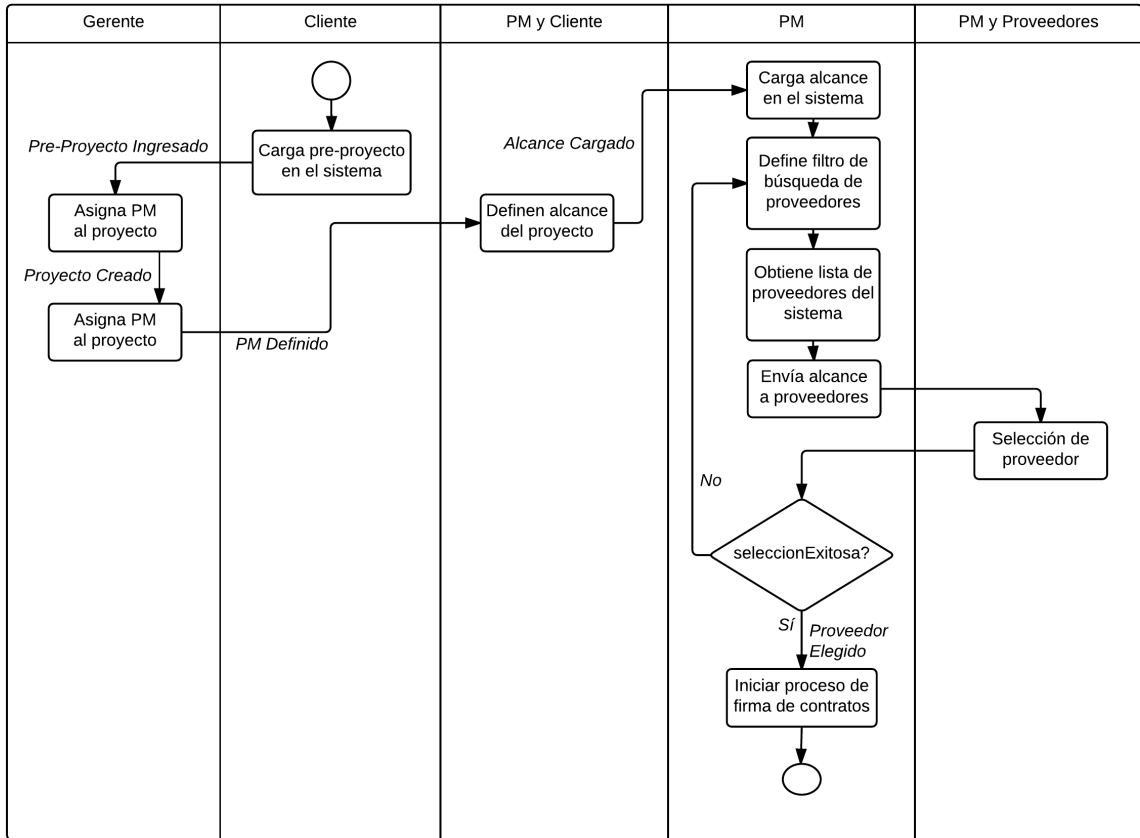 Gerente
Cliente
PM y Cliente
PM
PM y Proveedores
Carga alcance
en el sistema
Pre-Proyecto Ingresado
Carga pre-proyecto
en el sistema
Alcance Cargado
Define filtro de
búsqueda de
proveedores
Asigna PM
al proyecto
Definen alcance
del proyecto
Proyecto Creado
Obtiene lista de
proveedores del
sistema
Asigna PM
al proyecto
PM Definido
Envía alcance
a proveedores
Selección de
proveedor
No
seleccionExitosa?
Sí
Proveedor
Elegido
Iniciar proceso de
firma de contratos